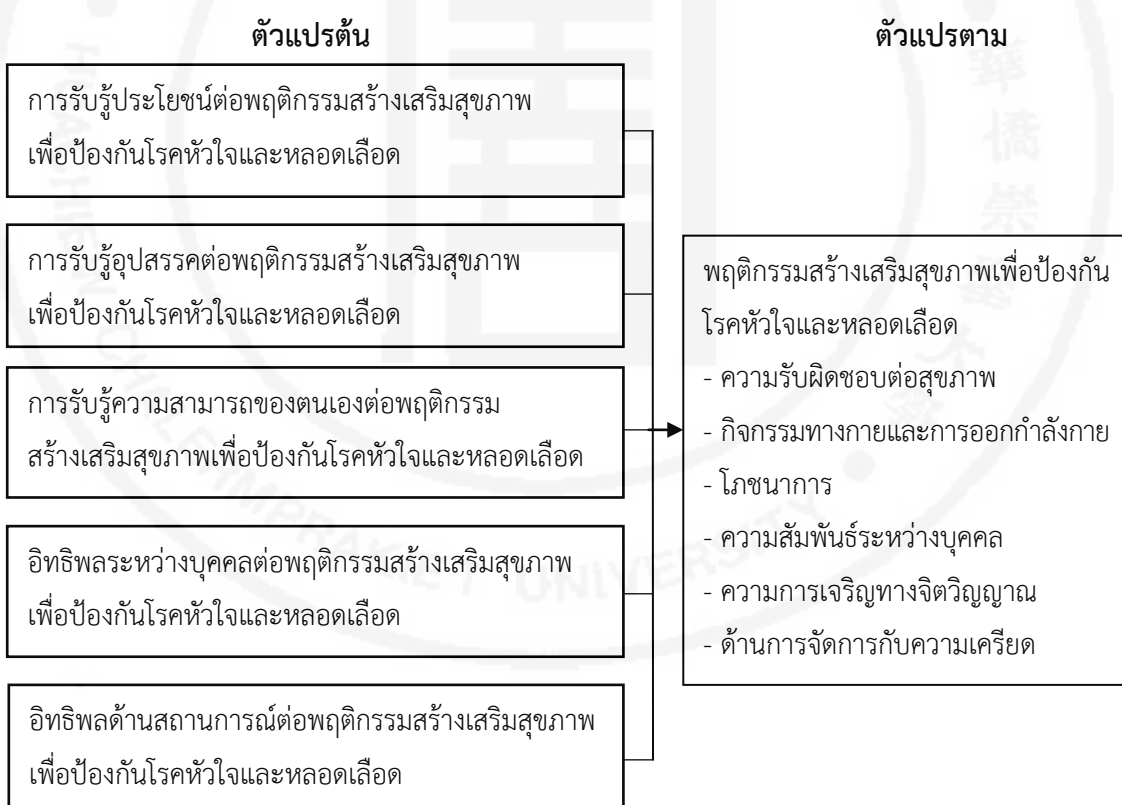 ตัวแปรต้น
การรับรู้ประโยชน์ต่อพฤติกรรมสร้างเสริมสุขภาพ
เพื่อป้องกันโรคหัวใจและหลอดเลือด
การรับรู้อุปสรรคต่อพฤติกรรมสร้างเสริมสุขภาพ
เพื่อป้องกันโรคหัวใจและหลอดเลือด
การรับรู้ความสามารถของตนเองต่อพฤติกรรม
สร้างเสริมสุขภาพเพื่อป้องกันโรคหัวใจและหลอดเลือด
อิทธิพลระหว่างบุคคลต่อพฤติกรรมสร้างเสริมสุขภาพ
เพื่อป้องกันโรคหัวใจและหลอดเลือด
อิทธิพลด้านสถานการณ์ต่อพฤติกรรมสร้างเสริมสุขภาพ
เพื่อป้องกันโรคหัวใจและหลอดเลือด
ตัวแปรตาม
พฤติกรรมสร้างเสริมสุขภาพเพื่อป้องกัน
โรคหัวใจและหลอดเลือด
- ความรับผิดชอบต่อสุขภาพ
- กิจกรรมทางกายและการออกกำลังกาย
- โภชนาการ
- ความสัมพันธ์ระหว่างบุคคล
- ความการเจริญทางจิตวิญญาณ
- ด้านการจัดการกับความเครียด
HUACHIEW CHALERMPRAKIET UNIVERSITY
華僑崇聖大學